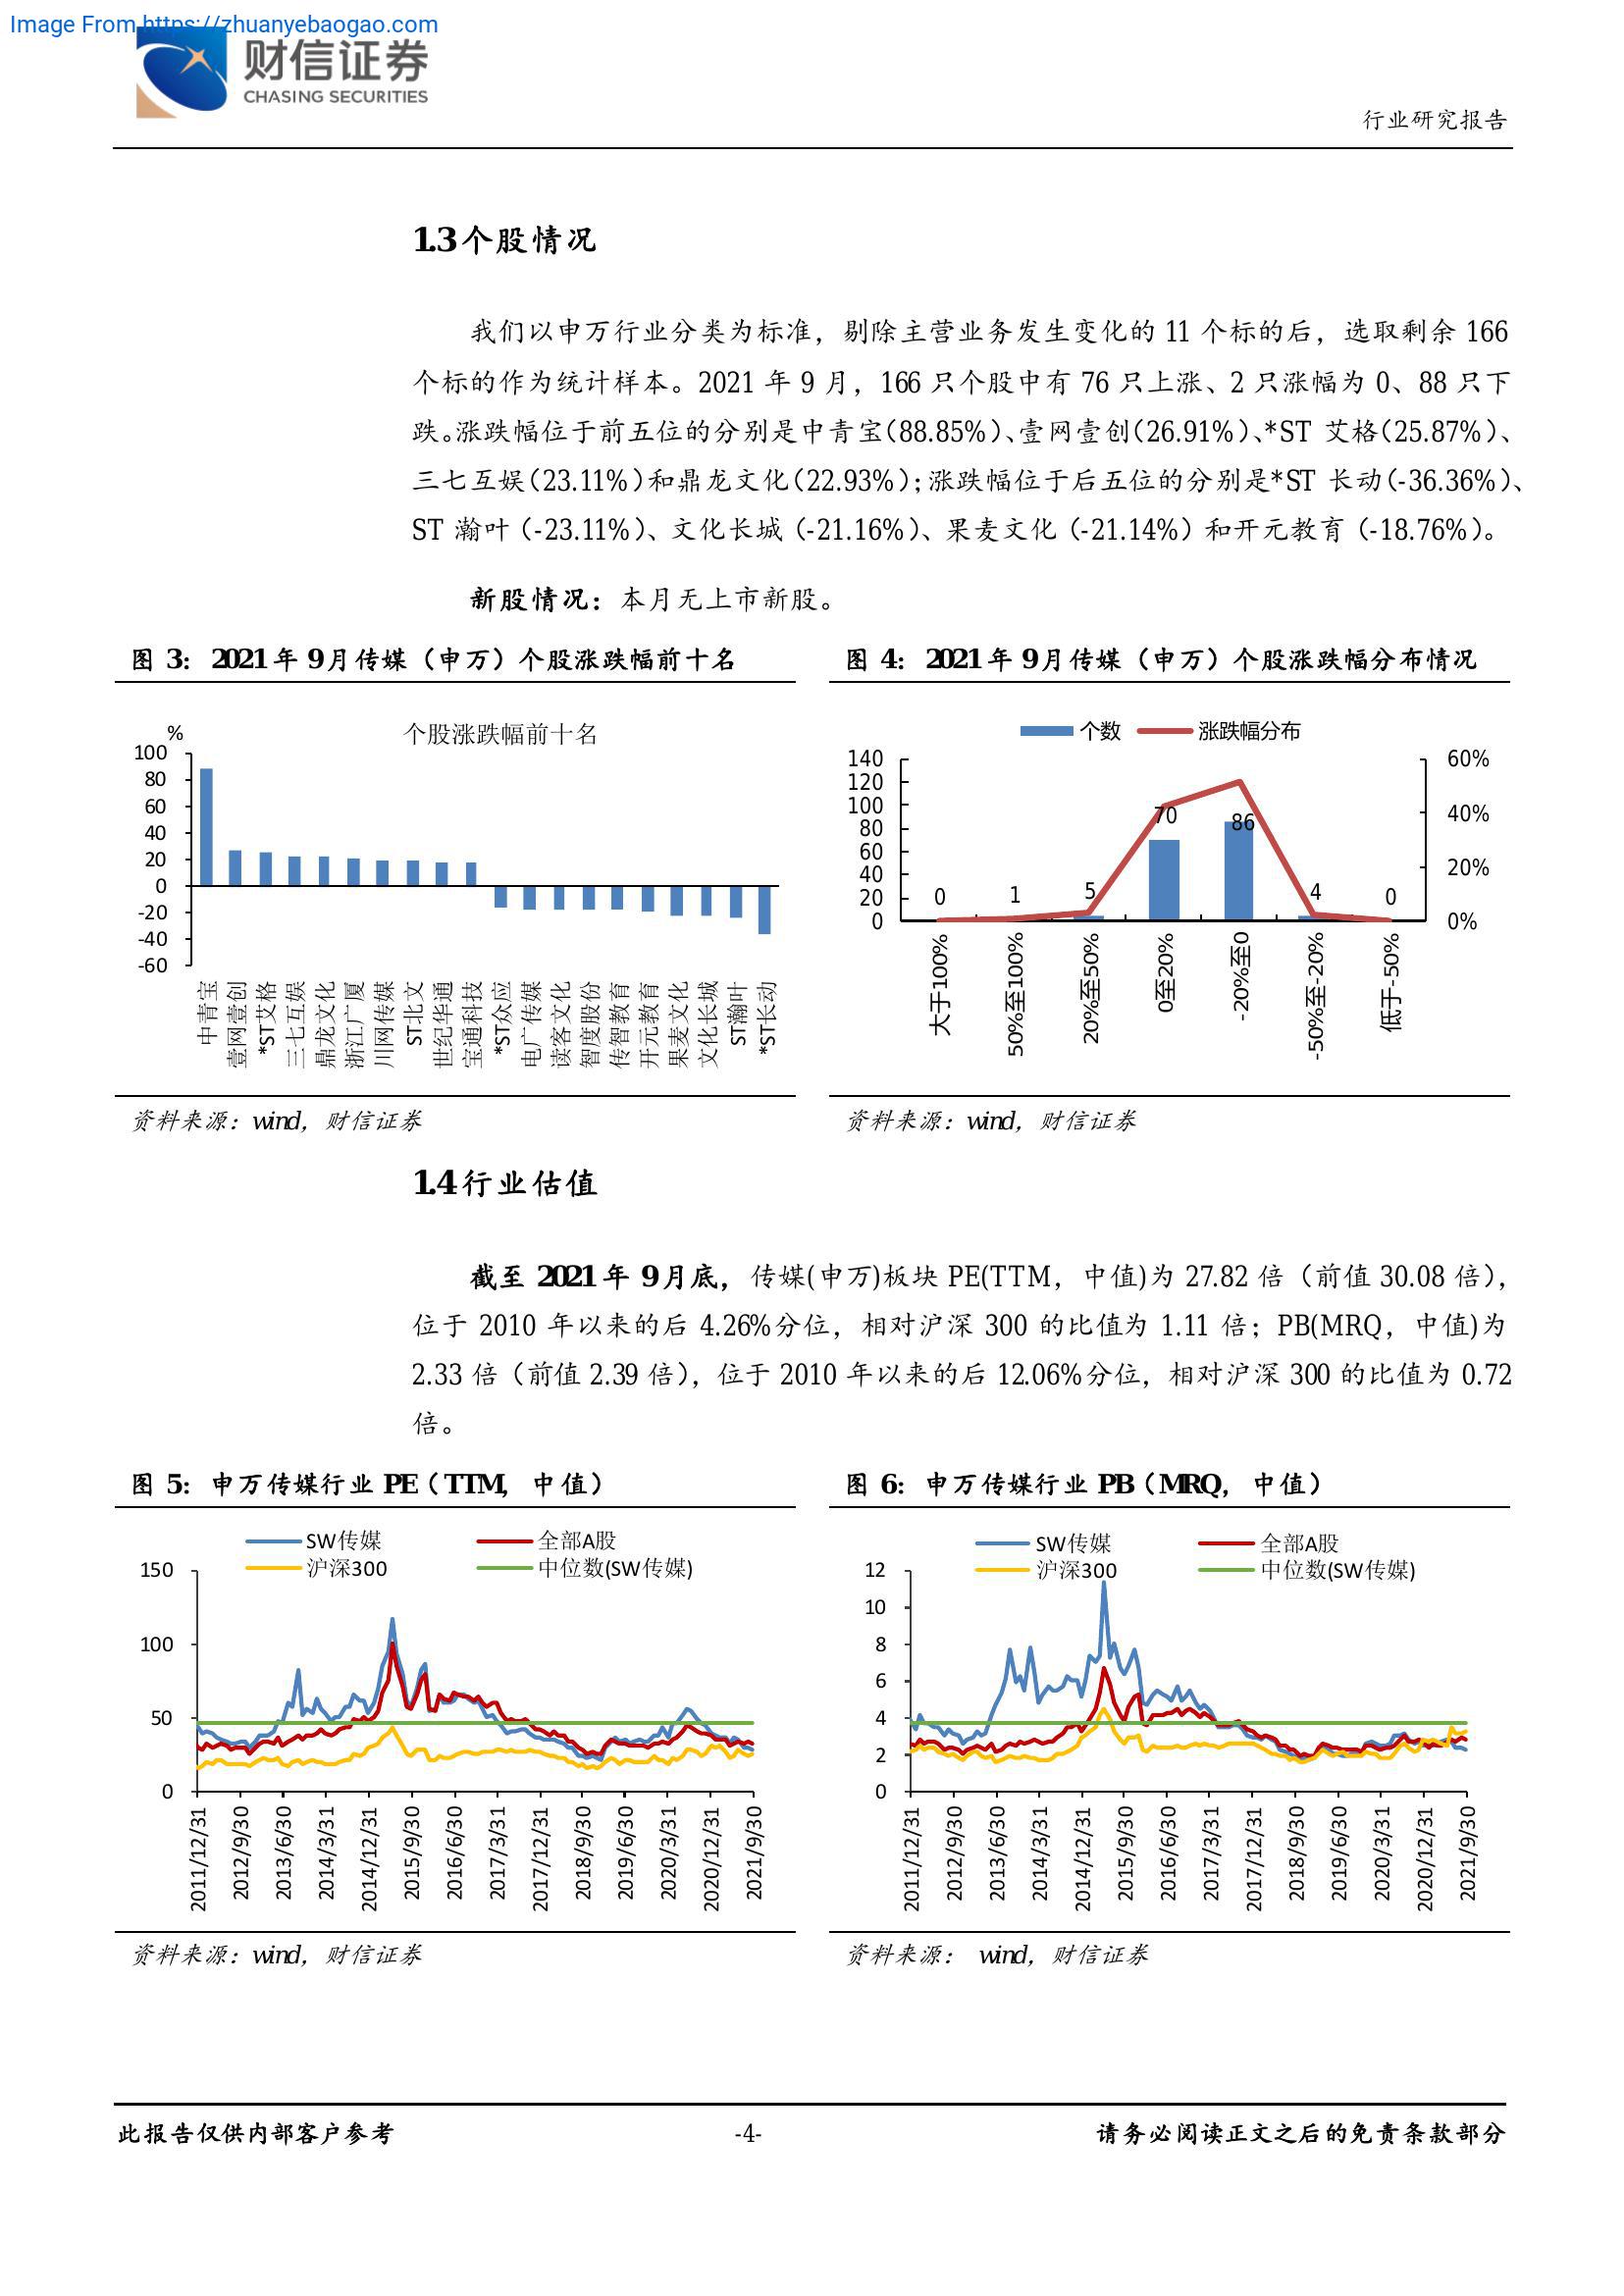 Image From https://zhuanyebaogao.com
财信证券
CHASING SECURITIES
行业研究报告
1.3 个股情况
我们以申万行业分类为标准，剔除主营业务发生变化的 11 个标的后，选取剩余 166
个标的作为统计样本。2021 年 9 月，166 只个股中有 76 只上涨、2 只涨幅为 0、88 只下
跌。涨跌幅位于前五位的分别是中青宝（88.85%）、壹网壹创（26.91%）、*ST 艾格（25.87%）、
三七互娱（23.11%）和鼎龙文化（22.93%）；涨跌幅位于后五位的分别是*ST 长动（-36.36%）、
ST 瀚叶（-23.11%）、文化长城（-21.16%）、果麦文化（-21.14%）和开元教育（-18.76%）。
新股情况：本月无上市新股。
图 3：2021 年 9 月传媒（申万）个股涨跌幅前十名
%
个股涨跌幅前十名
100
80
60
40
20
0
-20
-40
-60
中青宝
壹网壹创
*ST艾格
三七互娱
鼎龙文化
浙江广厦
川网传媒
ST北文
世纪华通
宝通科技
*ST众应
电广传媒
读客文化
智度股份
传智教育
开元教育
果麦文化
文化长城
ST瀚叶
*ST长动
资料来源：wind，财信证券
图 4：2021 年 9 月传媒（申万）个股涨跌幅分布情况
个数 涨跌幅分布
140
120
100
80
60
40
20
0
60%
40%
20%
0%
0
1
5
70
86
4
0
大于100%
50%至100%
20%至50%
0至20%
-20%至0
-50%至-20%
低于-50%
资料来源：wind，财信证券
1.4 行业估值
截至 2021 年 9 月底，传媒(申万)板块 PE(TTM，中值)为 27.82 倍（前值 30.08 倍），
位于 2010 年以来的后 4.26%分位，相对沪深 300 的比值为 1.11 倍；PB(MRQ，中值)为
2.33 倍（前值 2.39 倍），位于 2010 年以来的后 12.06%分位，相对沪深 300 的比值为 0.72
倍。
图 5：申万传媒行业 PE（TTM，中值）
SW传媒 全部A股
沪深300 中位数(SW传媒)
150
100
50
0
2011/12/31
2012/9/30
2013/6/30
2014/3/31
2014/12/31
2015/9/30
2016/6/30
2017/3/31
2017/12/31
2018/9/30
2019/6/30
2020/3/31
2020/12/31
2021/9/30
资料来源：wind，财信证券
图 6：申万传媒行业 PB（MRQ，中值）
SW传媒 全部A股
沪深300 中位数(SW传媒)
12
10
8
6
4
2
0
2011/12/31
2012/9/30
2013/6/30
2014/3/31
2014/12/31
2015/9/30
2016/6/30
2017/3/31
2017/12/31
2018/9/30
2019/6/30
2020/3/31
2020/12/31
2021/9/30
资料来源： wind，财信证券
此报告仅供内部客户参考 -4- 请务必阅读正文之后的免责条款部分